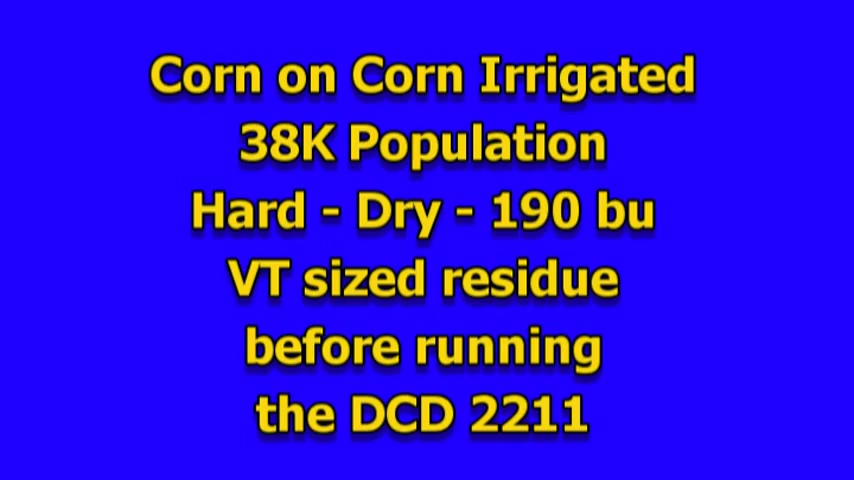 Corn on Corn Irrigated
38K Population
Hard - Dry - 190 bu
VT sized residue
before running
the DCD 2211